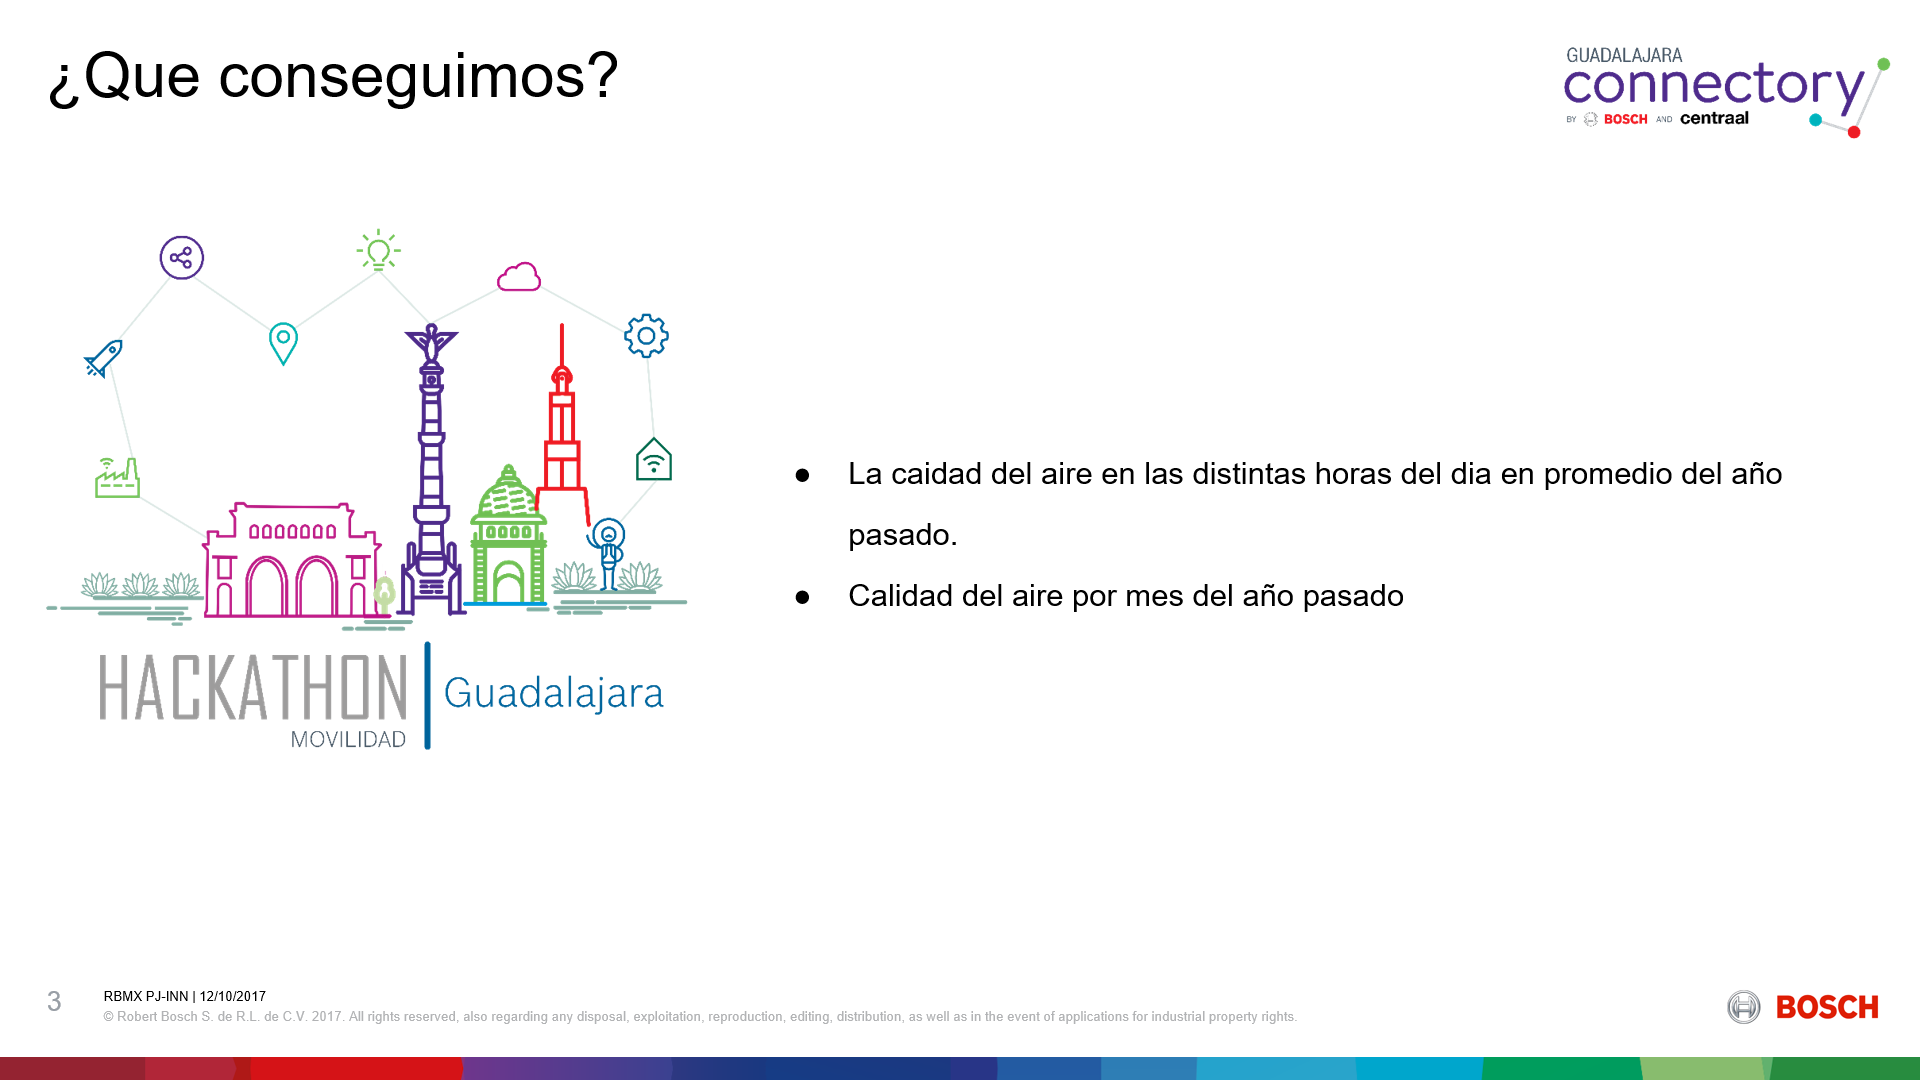 ¿Que conseguimos?
GUADALAJARA
connectory
BY BOSCH AND centraal
● La caidad del aire en las distintas horas del dia en promedio del año
pasado.
● Calidad del aire por mes del año pasado
HACKATHON
MOVILIDAD
Guadalajara
3
RBMX PJ-INN | 12/10/2017
© Robert Bosch S. de R.L. de C.V. 2017. All rights reserved, also regarding any disposal, exploitation, reproduction, editing, distribution, as well as in the event of applications for industrial property rights.
BOSCH